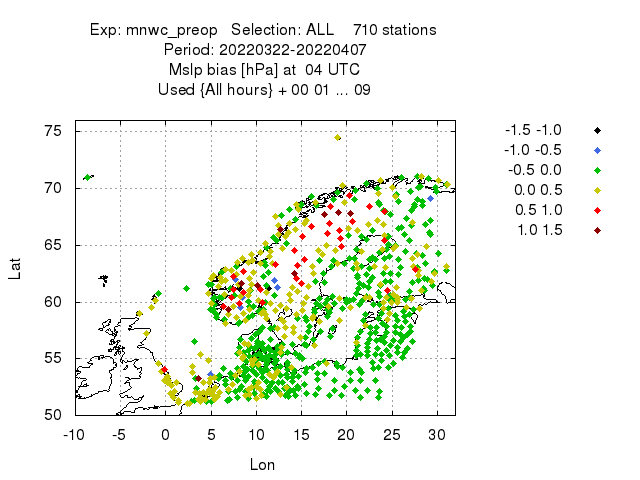 Exp: mnwc_preop   Selection: ALL    710 stations
Period: 20220322-20220407
Mslp bias [hPa] at  04 UTC
Used {All hours} + 00 01 ... 09
75
70
65
60
55
50
Lat
-10 -5 0 5 10 15 20 25 30
Lon
-1.5 -1.0
-1.0 -0.5
-0.5 0.0
0.0 0.5
0.5 1.0
1.0 1.5